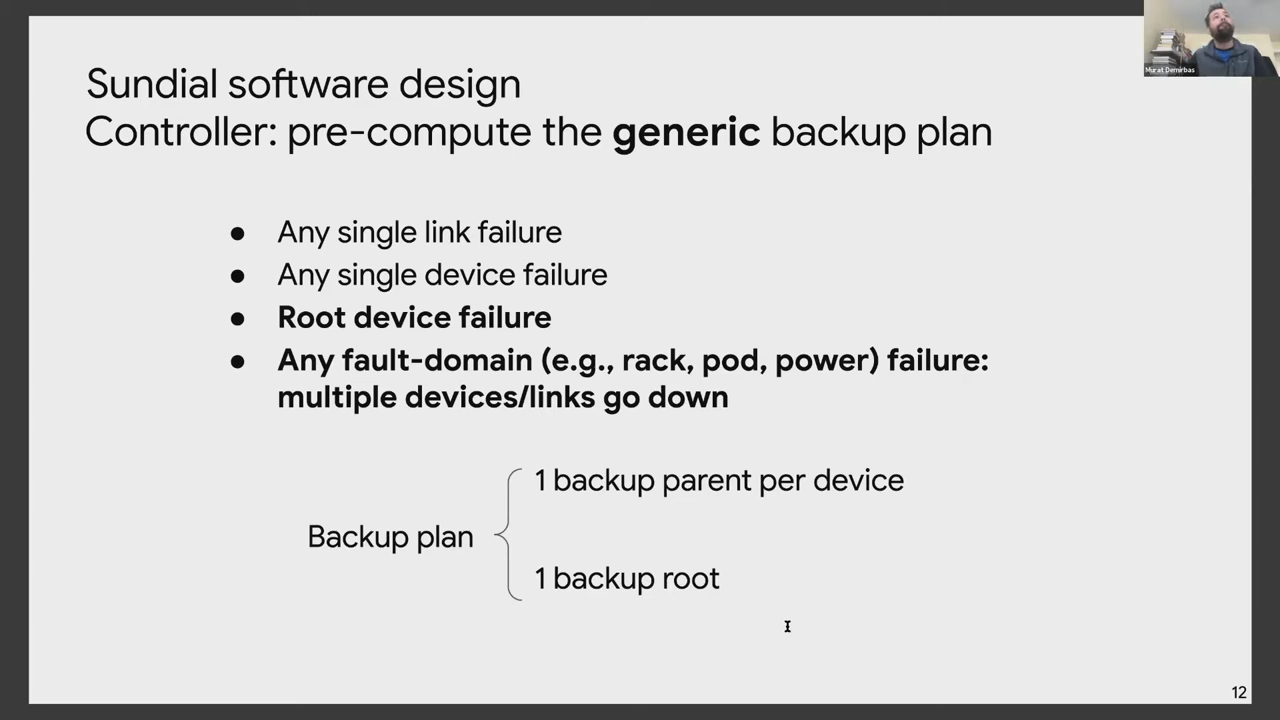 Murat Demirbas
Sundial software design
Controller: pre-compute the generic backup plan
● Any single link failure
● Any single device failure
● Root device failure
● Any fault-domain (e.g., rack, pod, power) failure:
multiple devices/links go down
1 backup parent per device
Backup plan
1 backup root
12